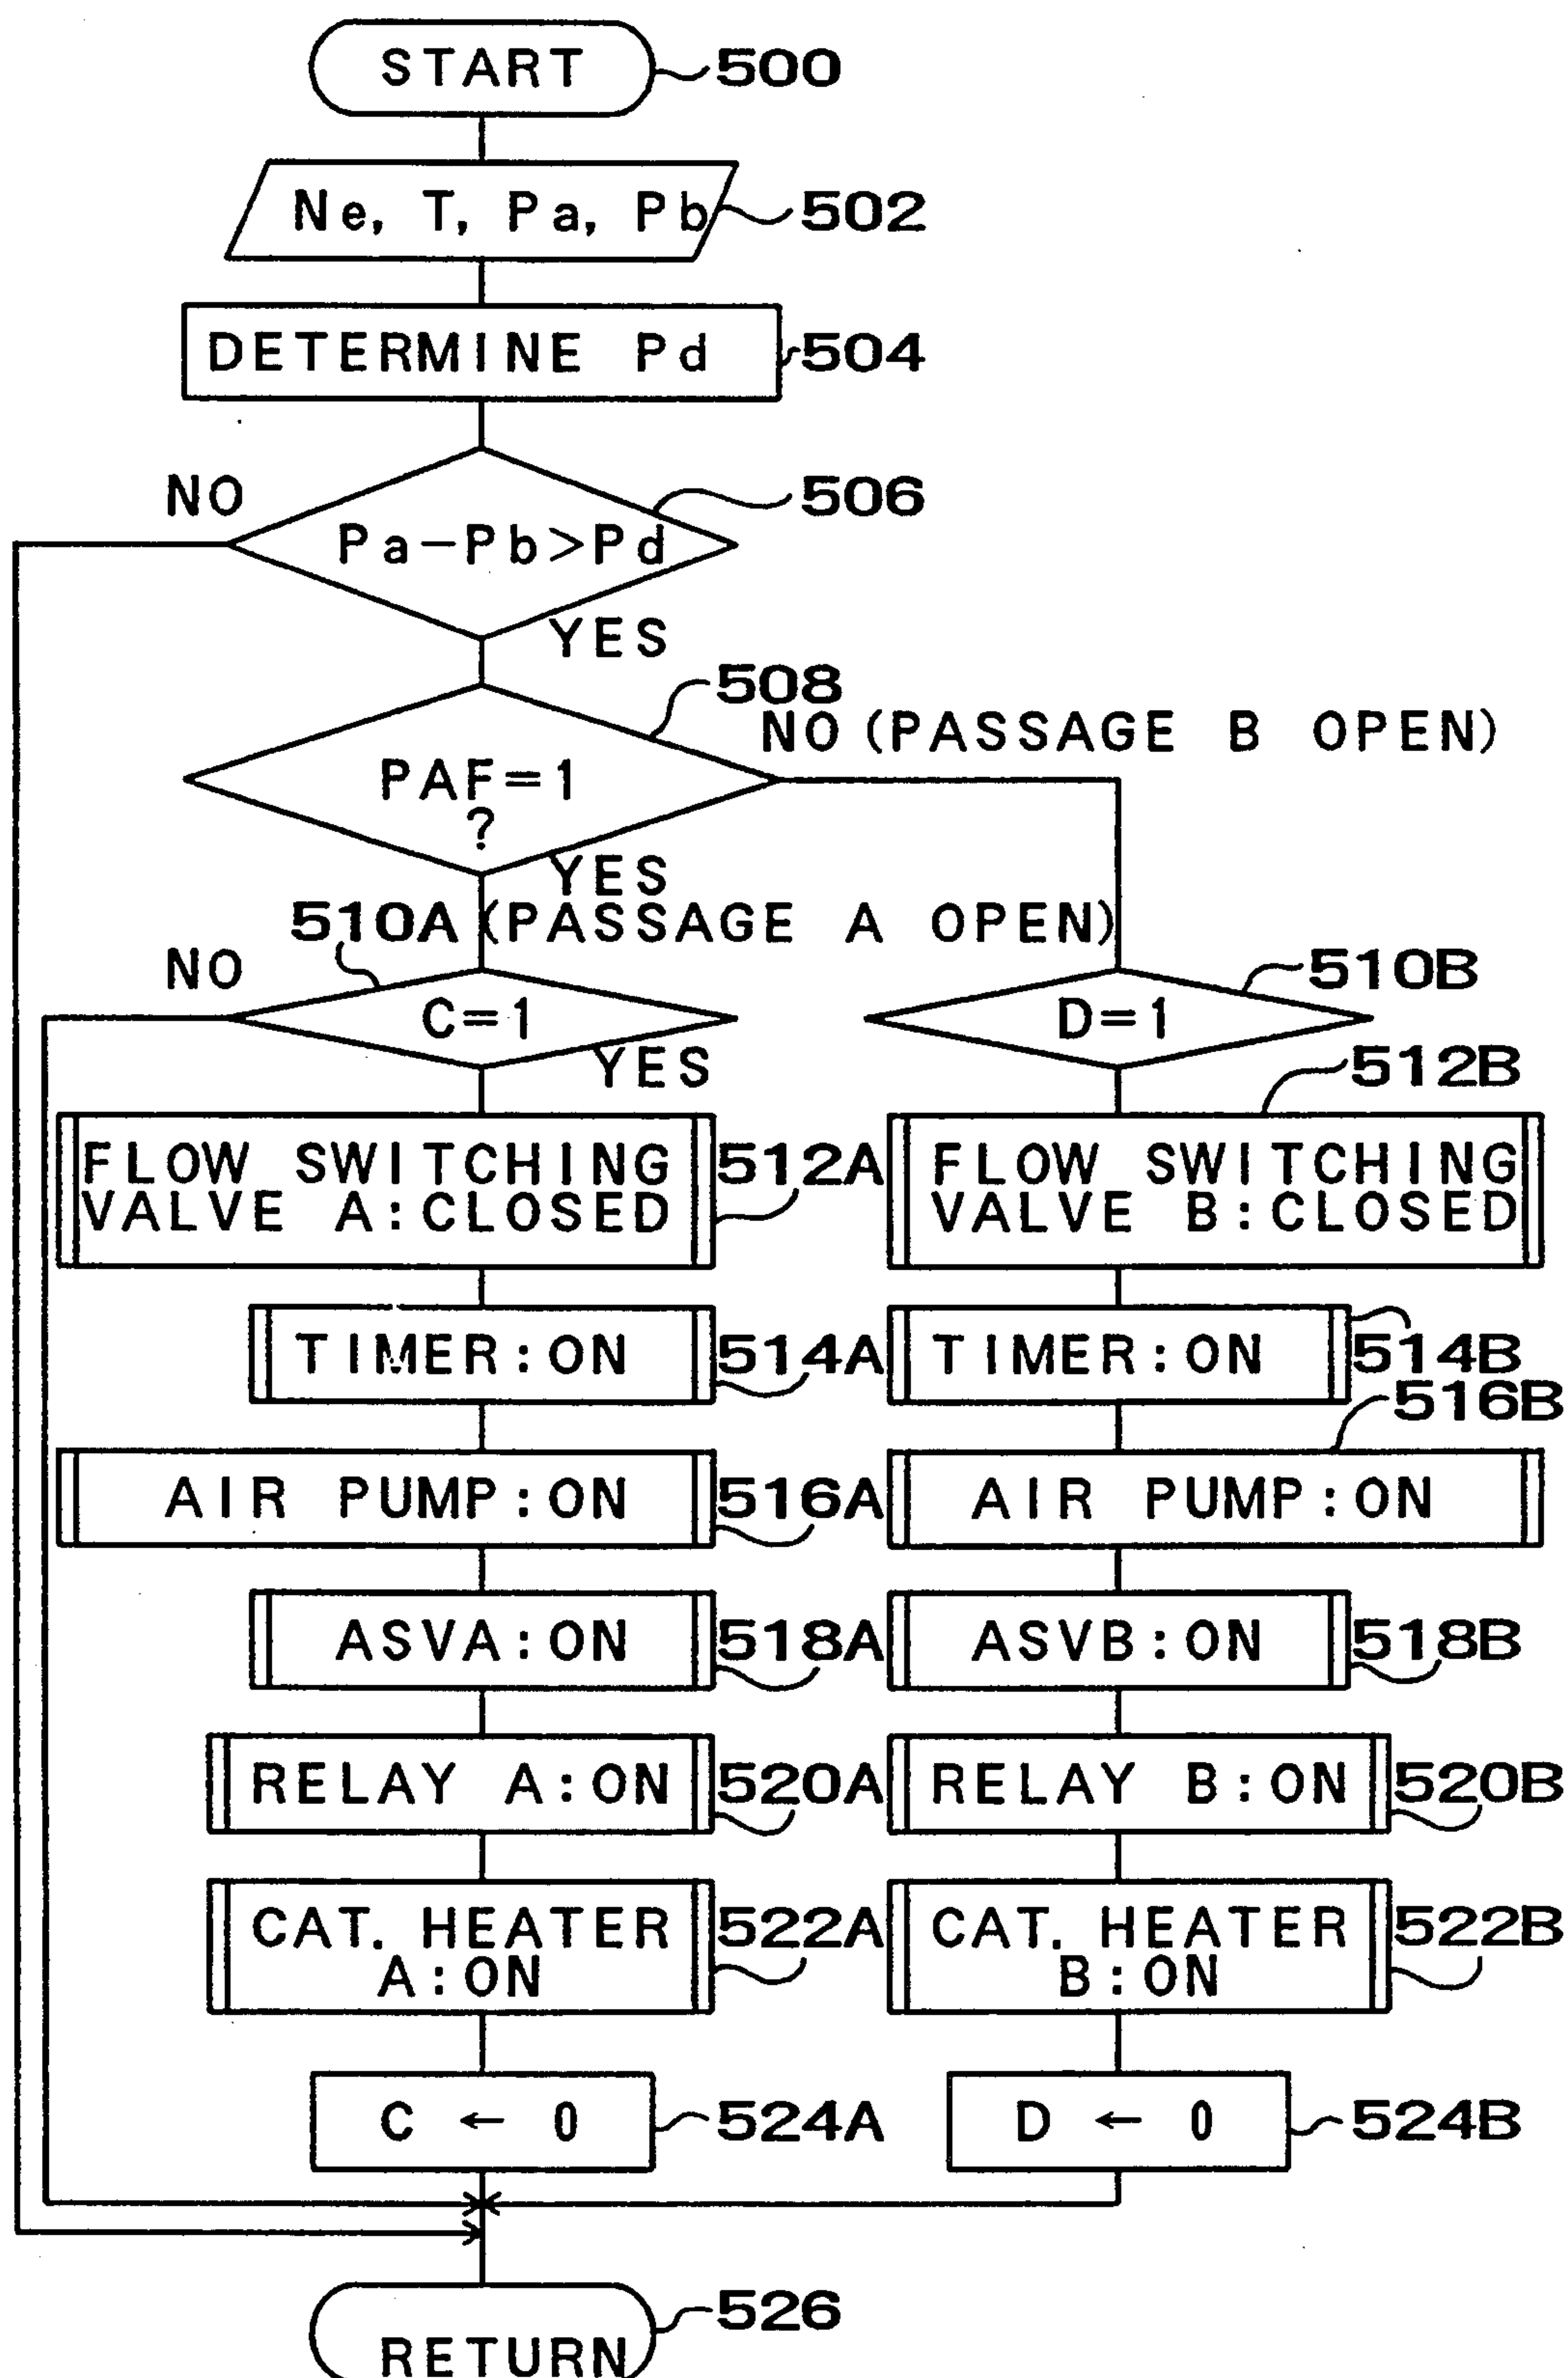 START 500
Ne, T, Pa, Pb 502
DETERMINE Pd 504
NO 506
Pa-Pb>Pd
YES
508
NO (PASSAGE B OPEN)
PAF=1
?
YES
510A (PASSAGE A OPEN)
NO 510B
C=1 D=1
YES 512B
FLOW SWITCHING 512A FLOW SWITCHING
VALVE A:CLOSED VALVE B:CLOSED
TIMER:ON 514A TIMER:ON 514B
516B
AIR PUMP:ON 516A AIR PUMP:ON
ASVA:ON 518A ASVB:ON 518B
RELAY A:ON 520A RELAY B:ON 520B
CAT. HEATER 522A CAT. HEATER 522B
A:ON B:ON
C ← 0 524A D ← 0 524B
526
RETURN